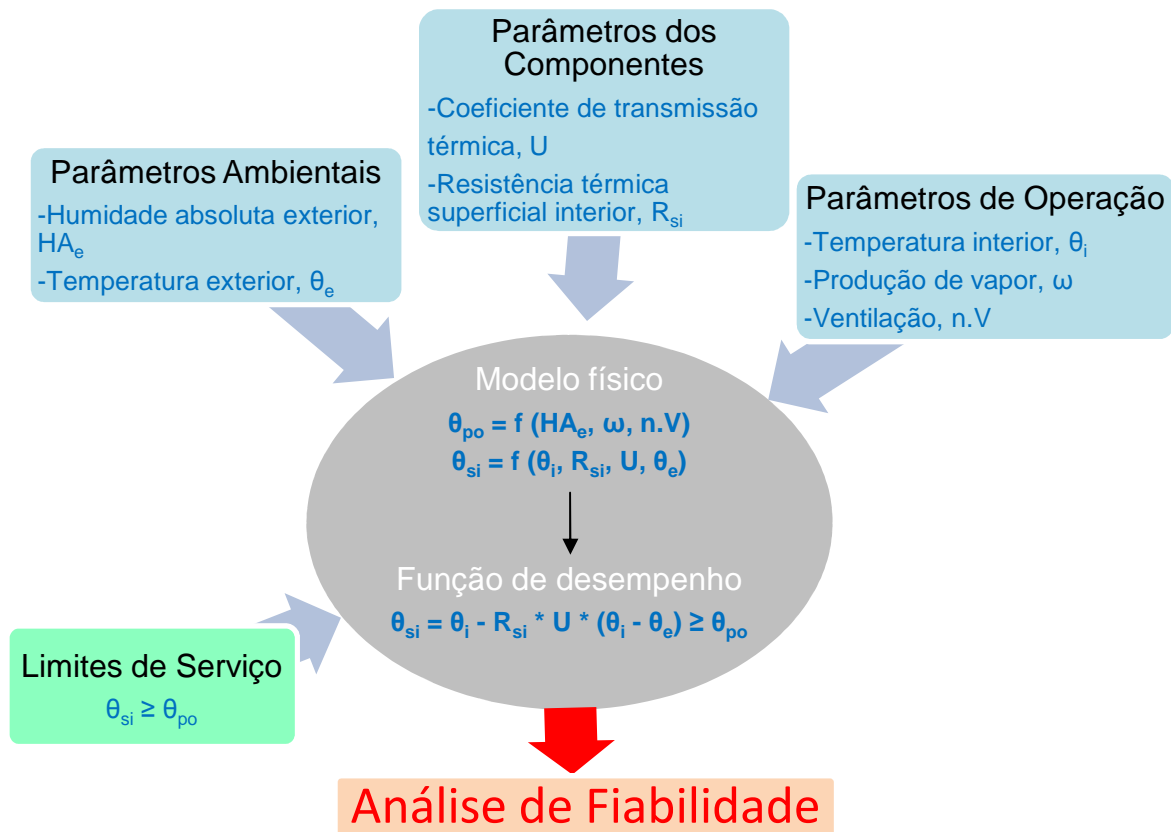 Parâmetros dos
Componentes
-Coeficiente de transmissão
térmica, U
-Resistência térmica
superficial interior, Rsi
Parâmetros Ambientais
-Humidade absoluta exterior,
HAe
-Temperatura exterior, θe
Parâmetros de Operação
-Temperatura interior, θi
-Produção de vapor, ω
-Ventilação, n.V
Modelo físico
θpo = f (HAe, ω, n.V)
θsi = f (θi, Rsi, U, θe)
Função de desempenho
θsi = θi - Rsi * U * (θi - θe) ≥ θpo
Limites de Serviço
θsi ≥ θpo
Análise de Fiabilidade